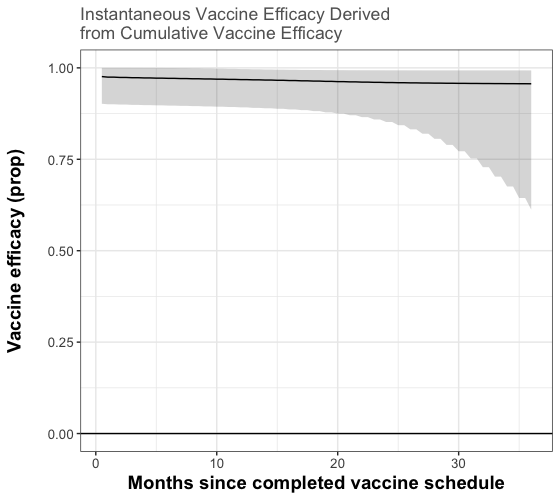 Instantaneous Vaccine Efficacy Derived
from Cumulative Vaccine Efficacy
1.00
0.75
0.50
0.25
0.00
Vaccine efficacy (prop)
0 10 20 30
Months since completed vaccine schedule